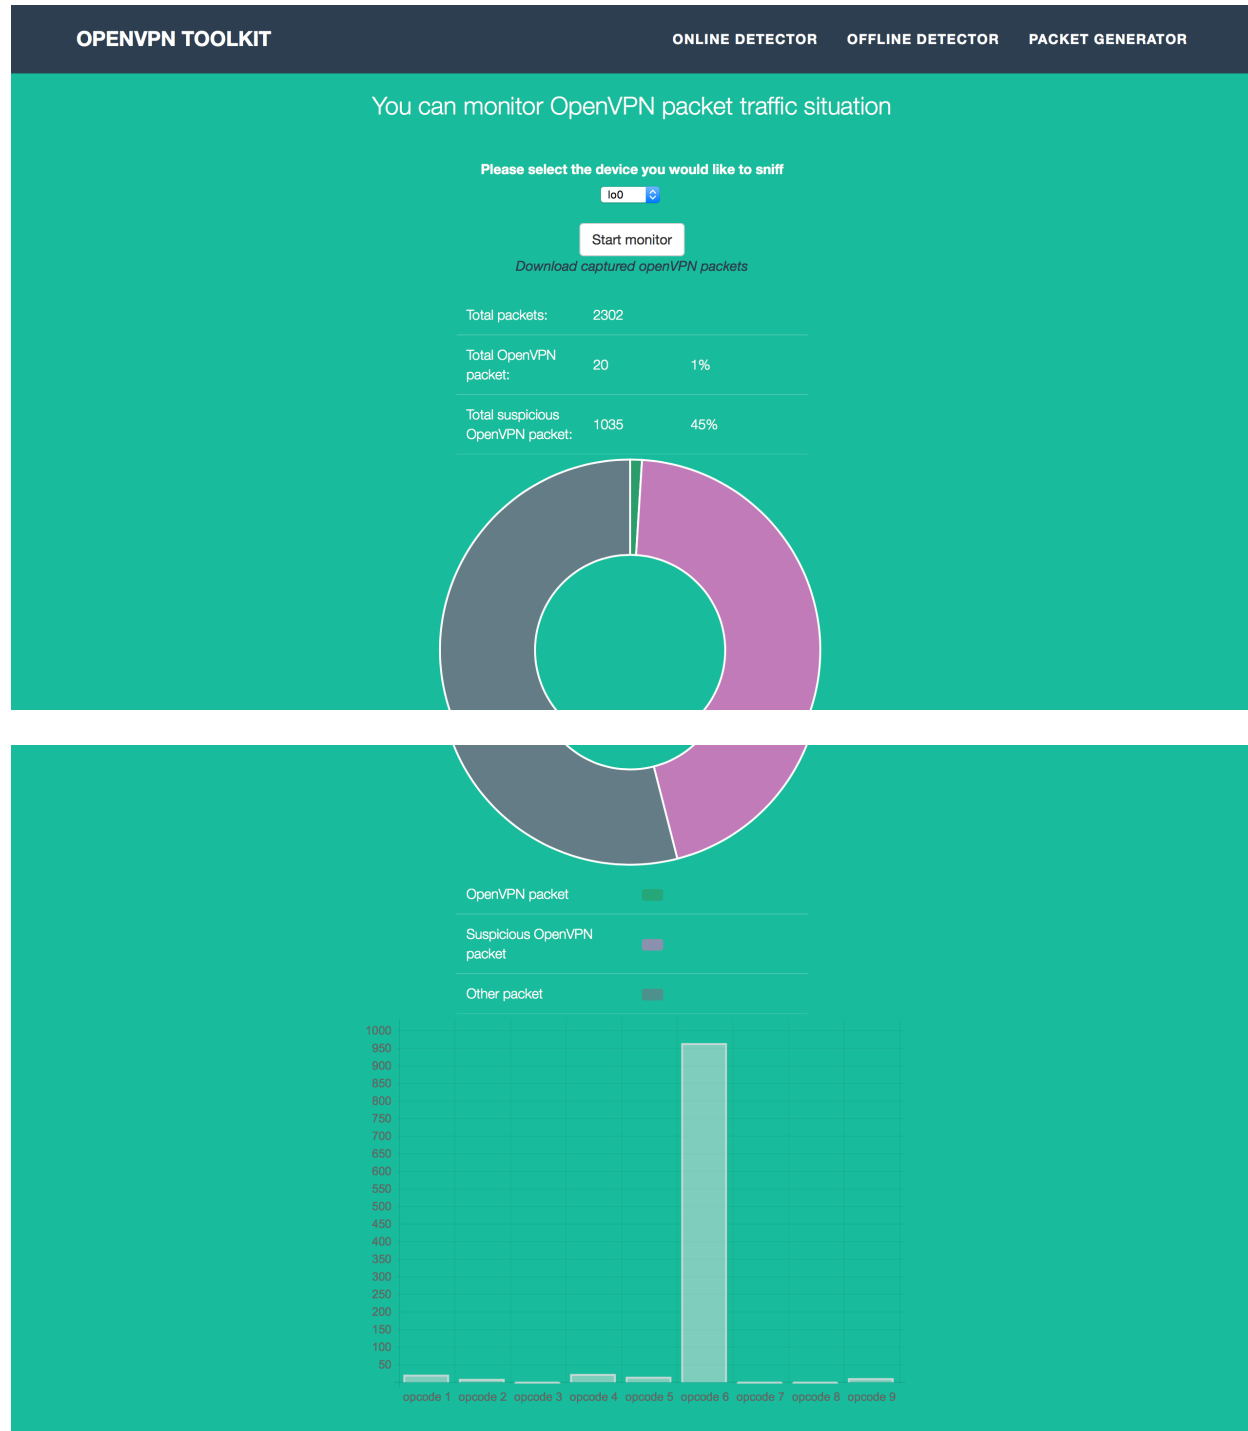 OPENVPN TOOLKIT
ONLINE DETECTOR OFFLINE DETECTOR PACKET GENERATOR
You can monitor OpenVPN packet traffic situation
Please select the device you would like to sniff
lo0
Start monitor
Download captured openVPN packets
Total packets: 2302
Total OpenVPN
packet: 20 1%
Total suspicious
OpenVPN packet: 1035 45%
OpenVPN packet
Suspicious OpenVPN
packet
Other packet
1000
950
900
850
800
750
700
650
600
550
500
450
400
350
300
250
200
150
100
50
opcode 1 opcode 2 opcode 3 opcode 4 opcode 5 opcode 6 opcode 7 opcode 8 opcode 9